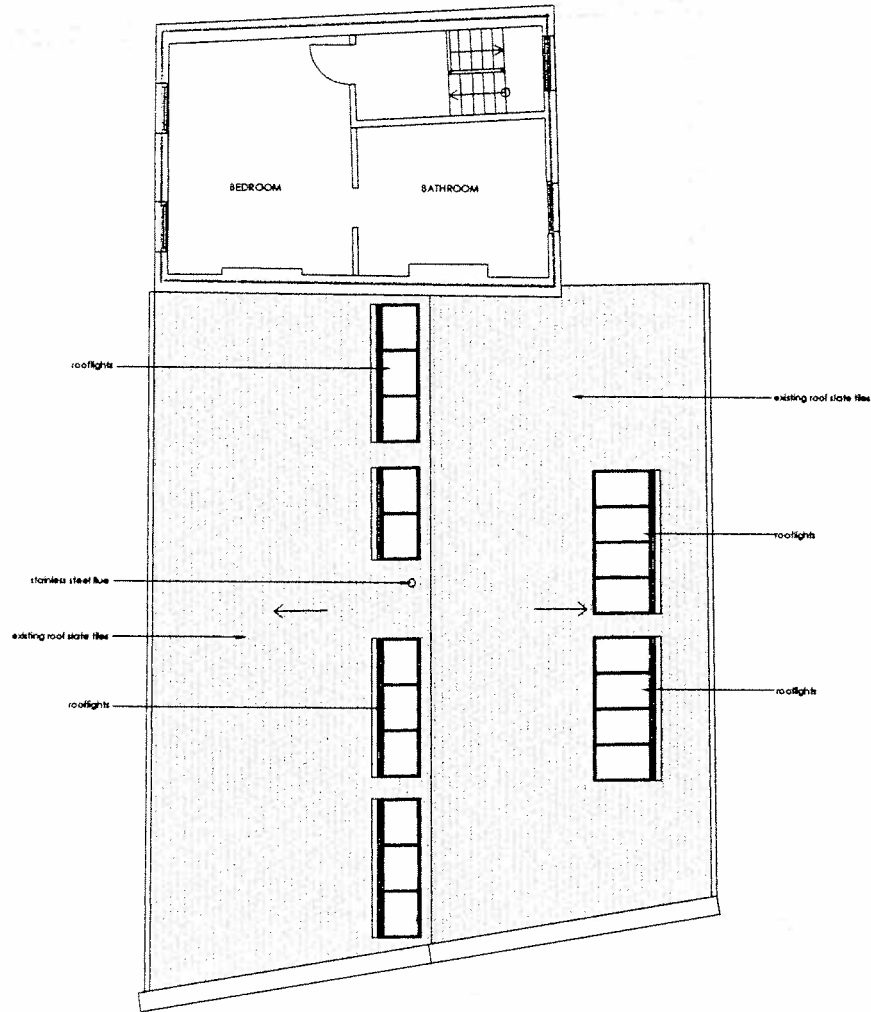 BEDROOM
BATHROOM
rooflights
existing roof slate tiles
rooflights
stainless steel flue
existing roof slate tiles
rooflights
rooflights